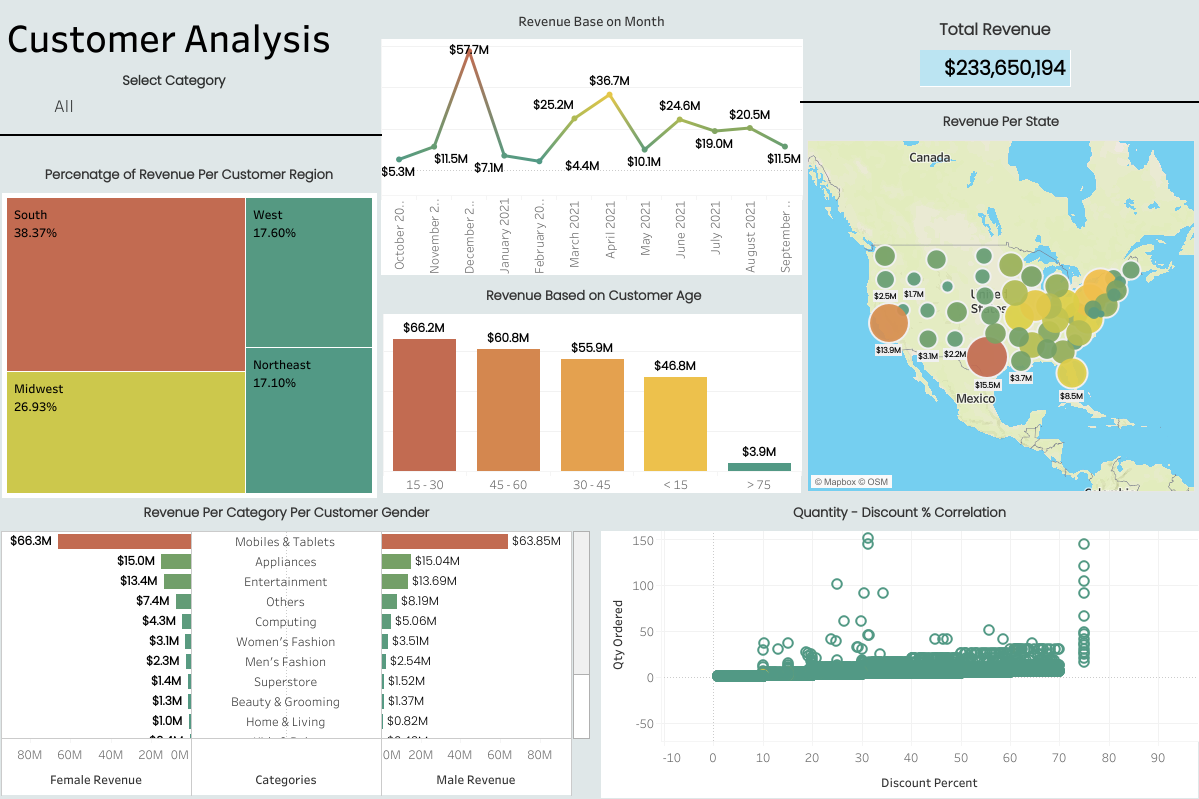 Customer Analysis
Select Category
All
Revenue Base on Month
$57.7M
$36.7M
$25.2M
$24.6M
$20.5M
$19.0M
$11.5M
$11.5M
$10.1M
$7.1M
$4.4M
$5.3M
October 20..
November 2..
December 2..
January 2021
February 20..
March 2021
April 2021
May 2021
June 2021
July 2021
August 2021
September ..
Total Revenue
$233,650,194
Percenatge of Revenue Per Customer Region
South
38.37%
West
17.60%
Midwest
26.93%
Northeast
17.10%
Revenue Based on Customer Age
$66.2M
$60.8M
$55.9M
$46.8M
$3.9M
15 - 30
45 - 60
30 - 45
< 15
> 75
Revenue Per State
Canada
$2.5M
$1.7M
$13.9M
$3.1M
$2.2M
$15.5M
$3.7M
$8.5M
Mexico
© Mapbox © OSM
Revenue Per Category Per Customer Gender
$66.3M Mobiles & Tablets $63.85M
$15.0M Appliances $15.04M
$13.4M Entertainment $13.69M
$7.4M Others $8.19M
$4.3M Computing $5.06M
$3.1M Women's Fashion $3.51M
$2.3M Men's Fashion $2.54M
$1.4M Superstore $1.52M
$1.3M Beauty & Grooming $1.37M
$1.0M Home & Living $0.82M
80M 60M 40M 20M 0M 0M 20M 40M 60M 80M
Female Revenue Categories Male Revenue
Quantity - Discount % Correlation
Qty Ordered
150
100
50
0
-50
-10 0 10 20 30 40 50 60 70 80 90
Discount Percent